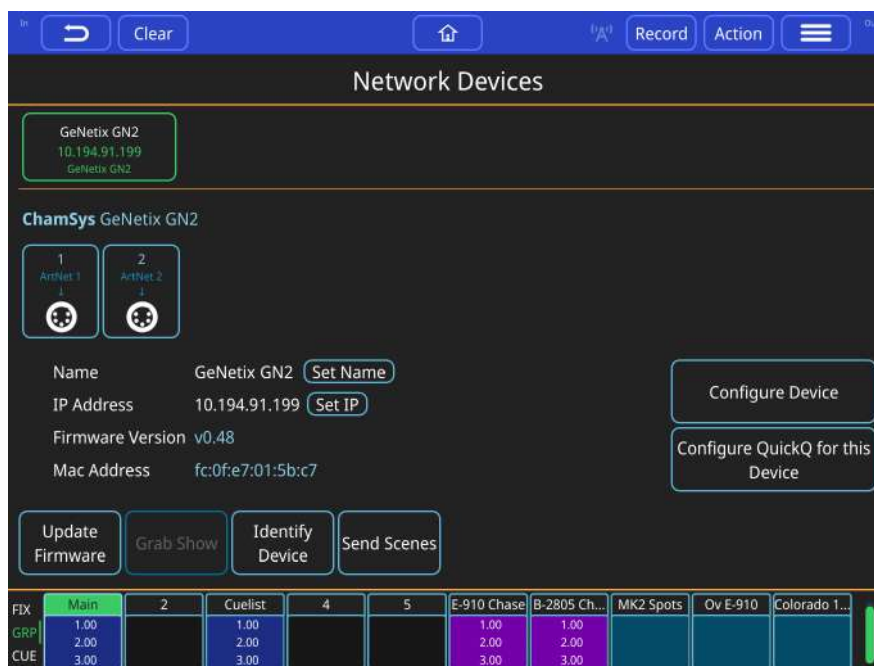 In
Clear
Record
Action
Network Devices
GeNetix GN2
10.194.91.199
GeNetix GN2
ChamSys GeNetix GN2
1
ArtNet 1
↓
2
ArtNet 2
↓
Name GeNetix GN2 Set Name
IP Address 10.194.91.199 Set IP
Firmware Version v0.48
Mac Address fc:0f:e7:01:5b:c7
Configure Device
Configure QuickQ for this
Device
Update
Firmware
Grab Show
Identify
Device
Send Scenes
FIX
GRP
CUE
Main
1.00
2.00
3.00
2
Cuelist
1.00
2.00
3.00
4
5
E-910 Chase
1.00
2.00
3.00
B-2805 Ch...
1.00
2.00
3.00
MK2 Spots
Ov E-910
Colorado 1...